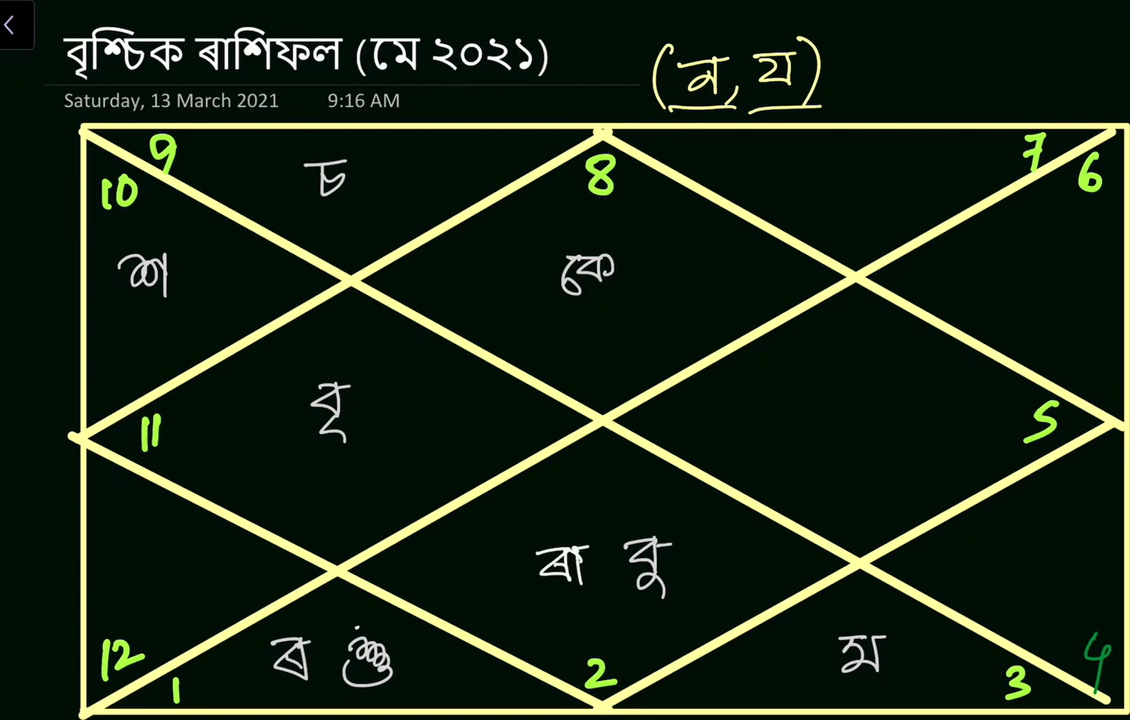 বৃশ্চিক ৰাশিফল (মে ২০২১)
(ন, য)
Saturday, 13 March 2021 9:16 AM
9 চ 8 7
10 6
শ কে
বৃ
11 5
ৰা বু
12 ৰ শু 2 ম 4
1 3